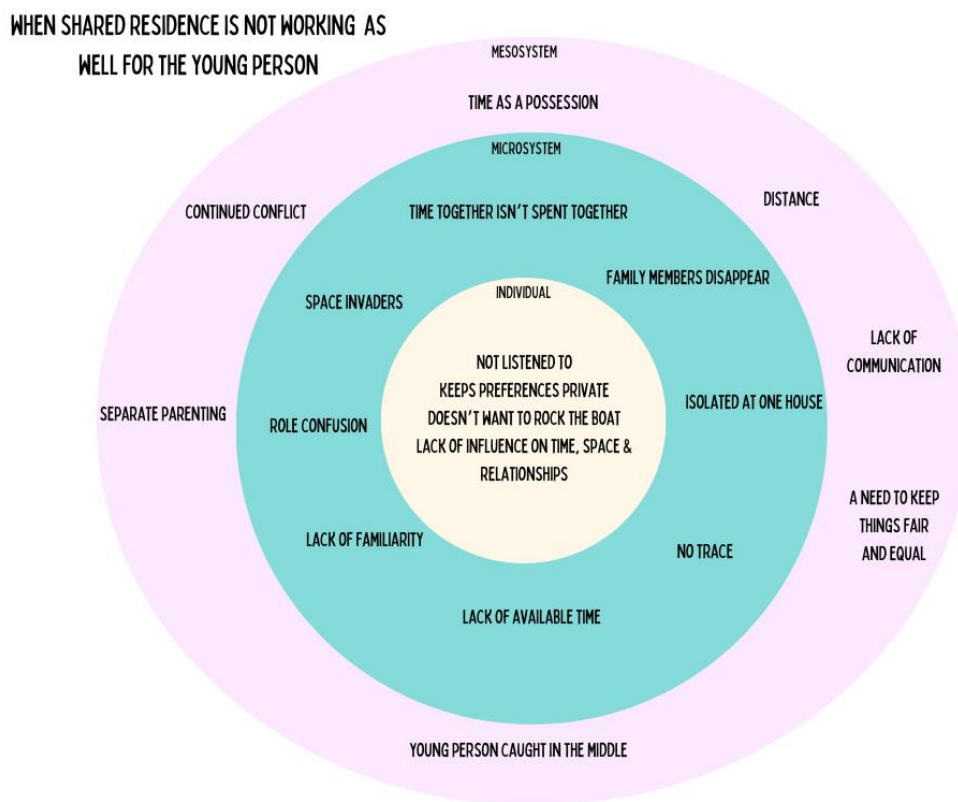 WHEN SHARED RESIDENCE IS NOT WORKING AS
WELL FOR THE YOUNG PERSON
MESOSYSTEM
TIME AS A POSSESSION
MICROSYSTEM
DISTANCE
CONTINUED CONFLICT
TIME TOGETHER ISN'T SPENT TOGETHER
FAMILY MEMBERS DISAPPEAR
SPACE INVADERS
INDIVIDUAL
LACK OF
COMMUNICATION
NOT LISTENED TO
KEEPS PREFERENCES PRIVATE
DOESN'T WANT TO ROCK THE BOAT
LACK OF INFLUENCE ON TIME, SPACE &
RELATIONSHIPS
ISOLATED AT ONE HOUSE
SEPARATE PARENTING
ROLE CONFUSION
A NEED TO KEEP
THINGS FAIR
AND EQUAL
LACK OF FAMILIARITY
NO TRACE
LACK OF AVAILABLE TIME
YOUNG PERSON CAUGHT IN THE MIDDLE